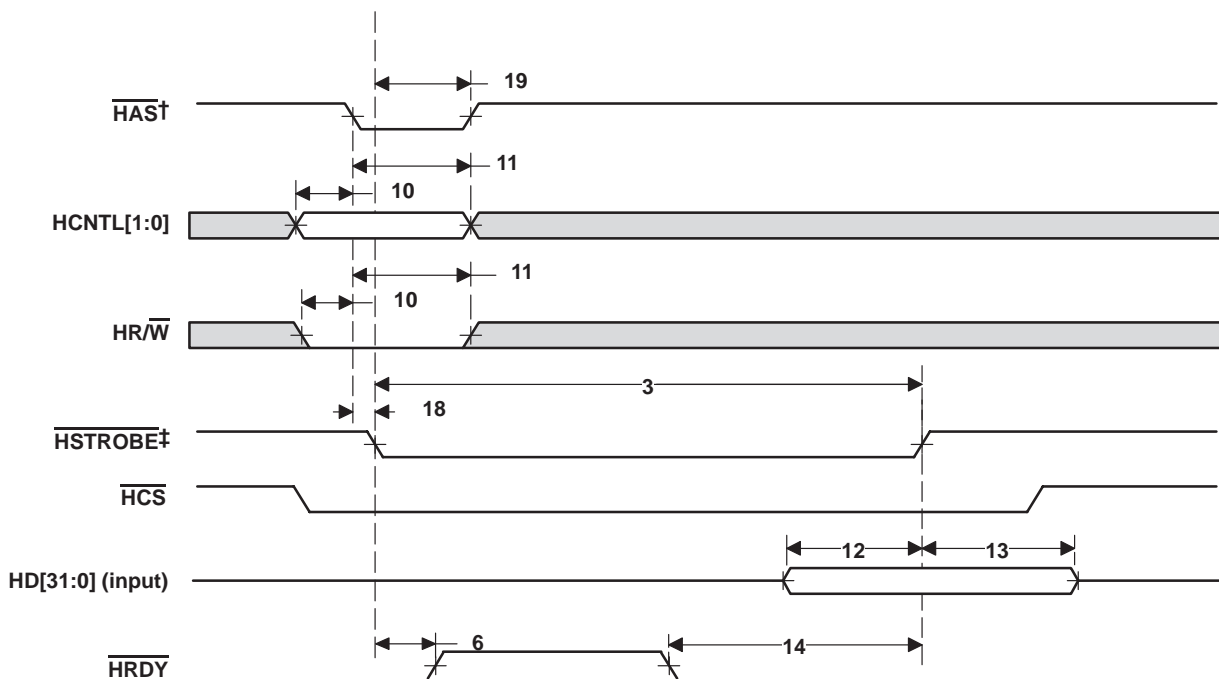 19
HAS†
11
10
HCNTL[1:0]
11
10
HR/W
3
18
HSTROBE‡
HCS
12
13
HD[31:0] (input)
6
14
HRDY